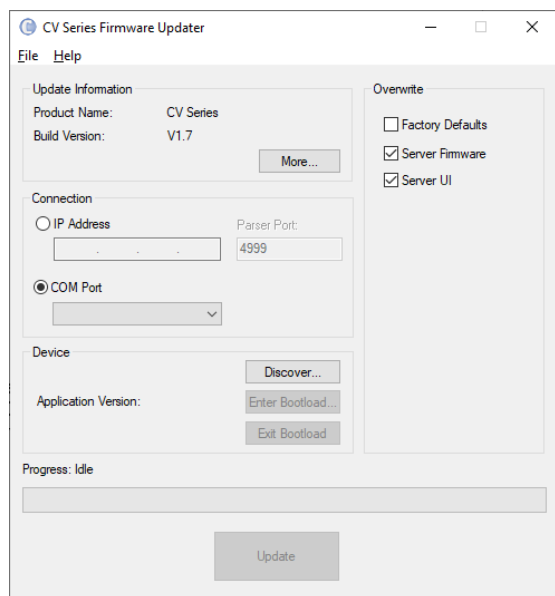 CV Series Firmware Updater
File Help
Update Information
Product Name: CV Series
Build Version: V1.7
More...
Connection
IP Address
Parser Port:
. . . 4999
COM Port
Device
Discover...
Application Version: Enter Bootload...
Exit Bootload
Overwrite
Factory Defaults
Server Firmware
Server UI
Progress: Idle
Update